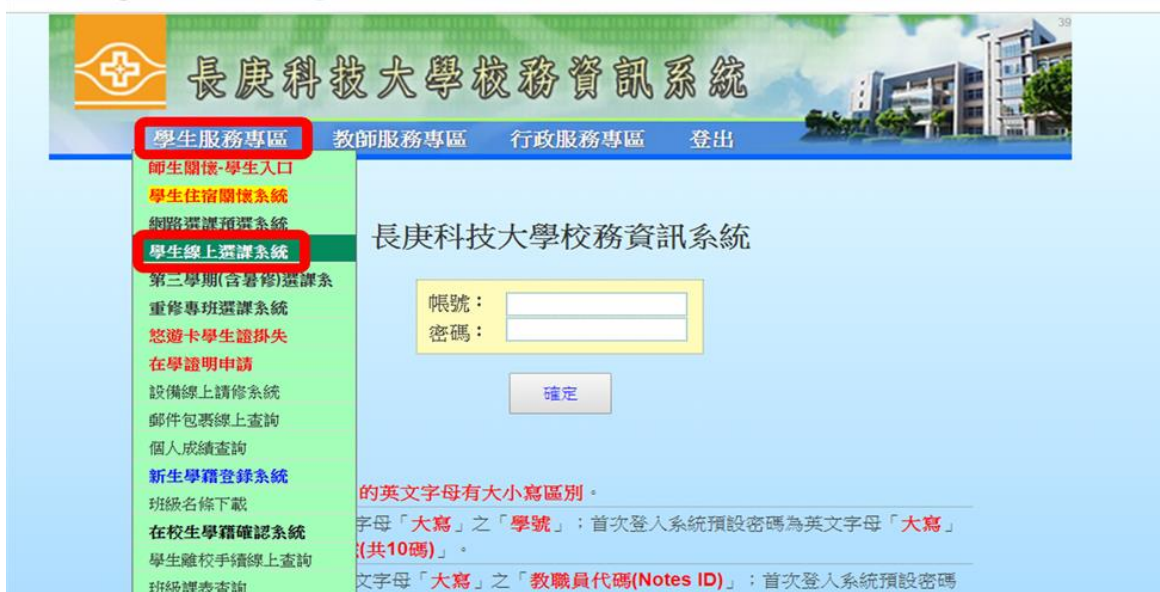 39
長庚科技大學校務資訊系統
學生服務專區 教師服務專區 行政服務專區 登出
師生關懷-學生入口
學生住宿關懷系統
網路選課預選系統
學生線上選課系統
第三學期(含暑修)選課系
重修專班選課系統
悠遊卡學生證掛失
在學證明申請
設備線上請修系統
郵件包裹線上查詢
個人成績查詢
新生學籍登錄系統
班級名條下載
在校生學籍確認系統
學生離校手續線上查詢
班級課表查詢
長庚科技大學校務資訊系統
帳號：
密碼：
確定
的英文字母有大小寫區別。
字母「大寫」之「學號」；首次登入系統預設密碼為英文字母「大寫」
(共10碼)」。
文字母「大寫」之「教職員代碼(Notes ID)」；首次登入系統預設密碼